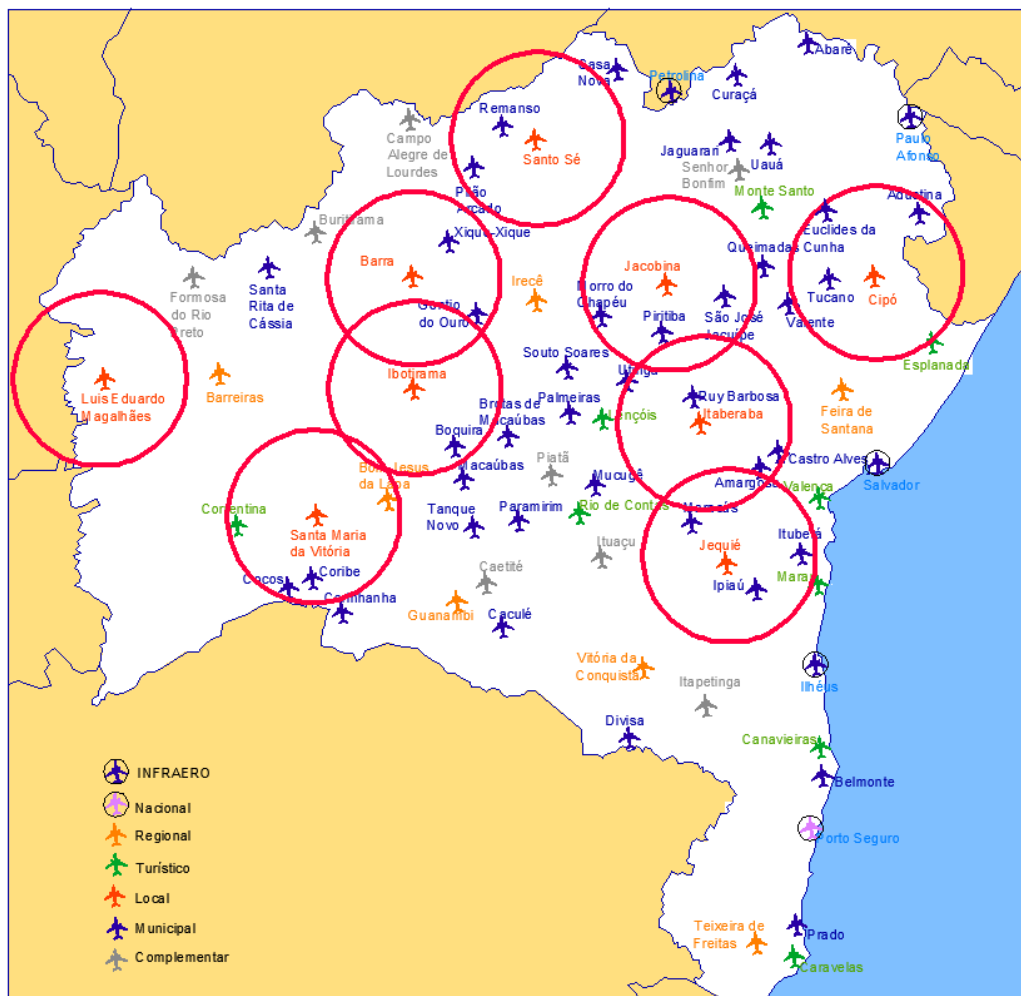 Abaré
Casa
Nova
Petrolina
Curaçá
Remanso
Campo
Alegre de
Lourdes
Santo Sé
Jaguarari
Uauá
Paulo
Afonso
Senhor
Bonfim
Pilão
Arcado
Monte Santo
Adustina
Buritirama
Xique-Xique
Euclides da
Cunha
Queimadas
Barra
Jacobina
Irecê
Formosa
do Rio
Preto
Santa
Rita de
Cássia
Gentio
do Ouro
Morro do
Chapéu
Piritiba
São José
Jacuípe
Valente
Tucano
Cipó
Esplanada
Souto Soares
Utinga
Luis Eduardo
Magalhães
Barreiras
Ibotirama
Brotas de
Macaúbas
Palmeiras
Lençóis
Ruy Barbosa
Itaberaba
Feira de
Santana
Boquira
Macaúbas
Piatã
Mucugê
Castro Alves
Amargosa
Salvador
Valença
Bom Jesus
da Lapa
Correntina
Santa Maria
da Vitória
Tanque
Novo
Paramirim
Rio de Contas
Maracás
Ituaçu
Jequié
Ituberá
Ipiaú
Maraú
Cocos
Coribe
Carinhanha
Caetité
Guanambi
Caculé
Vitória da
Conquista
Itapetinga
Ilhéus
Divisa
Canavieiras
Belmonte
Porto Seguro
Teixeira de
Freitas
Prado
Caravelas
INFRAERO
Nacional
Regional
Turístico
Local
Municipal
Complementar